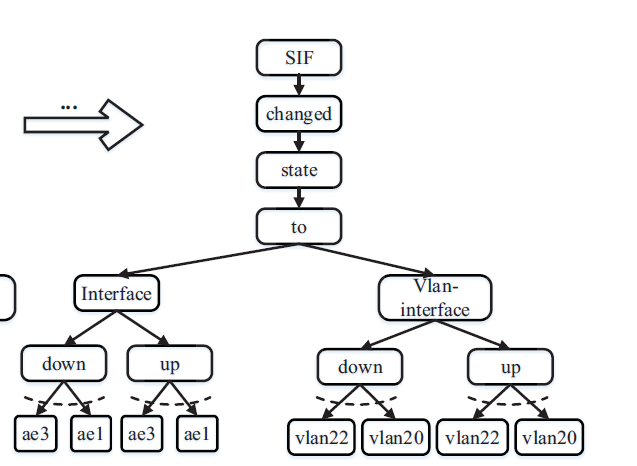 SIF
...
changed
state
to
Interface
Vlan-
interface
down
up
down
up
ae3
ae1
ae3
ae1
vlan22
vlan20
vlan22
vlan20